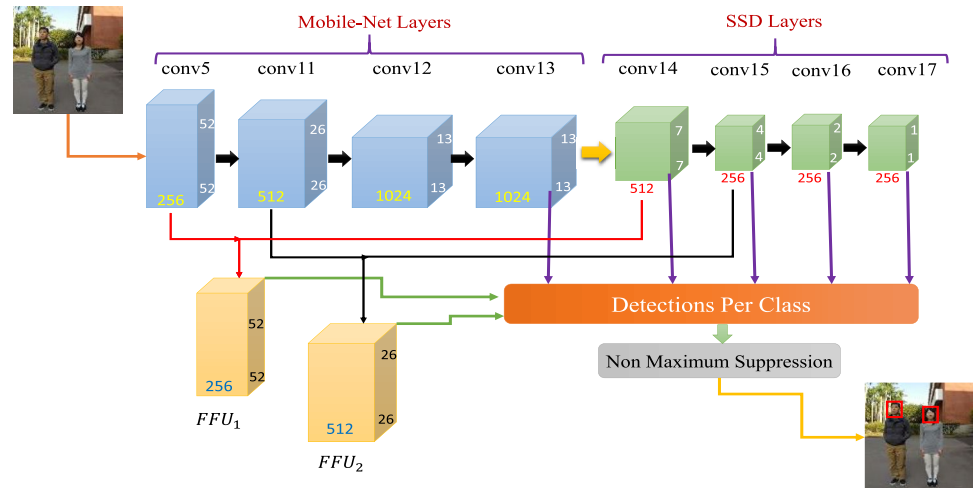 Mobile-Net Layers
SSD Layers
conv5 conv11 conv12 conv13 conv14 conv15 conv16 conv17
52 26 13 13 7 4 2 1
52 26 13 13 7 4 2 1
256 512 1024 1024 512 256 256 256
52
52
256
FFU₁
26
26
512
FFU₂
Detections Per Class
Non Maximum Suppression